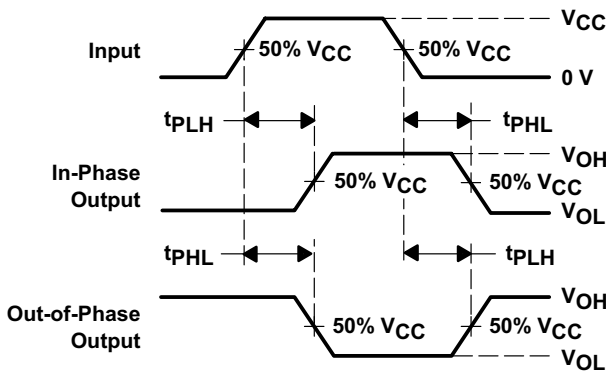 VCC
Input
50% VCC
50% VCC
0 V
tPLH
tPHL
In-Phase
Output
VOH
50% VCC
50% VCC
VOL
tPHL
tPLH
Out-of-Phase
Output
VOH
50% VCC
50% VCC
VOL